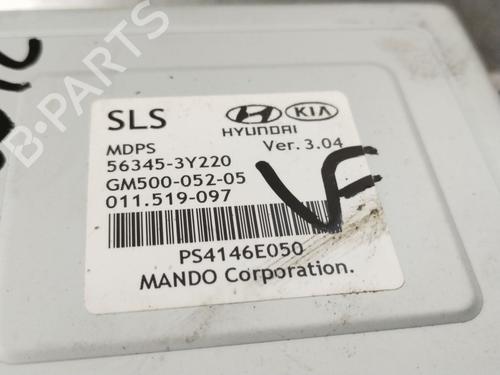 SLS
HYUNDAI
KIA
MDPS
Ver. 3.04
56345-3Y220
GM500-052-05
011.519-097
VF
PS4146E050
MANDO Corporation.
B-PARTS